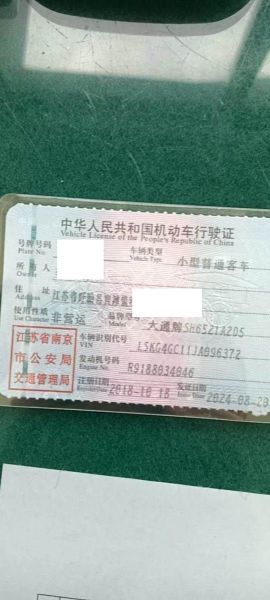 中华人民共和国机动车行驶证
Vehicle License of the People's Republic of China
号牌号码 Plate No. 车辆类型 Vehicle Type 小型普通客车
所有人 Owner
住址 Address 江苏省
使用性质 Use Character 非营运 品牌型号 Model 大通牌SH6521A2D5
江苏省南京市公安局交通管理局
车辆识别代号 VIN LSKG4GC11JA096372
发动机号码 Engine No. R9188034846
注册日期 Register Date 2018-10-18 发证日期 Issue Date 2024-08-20